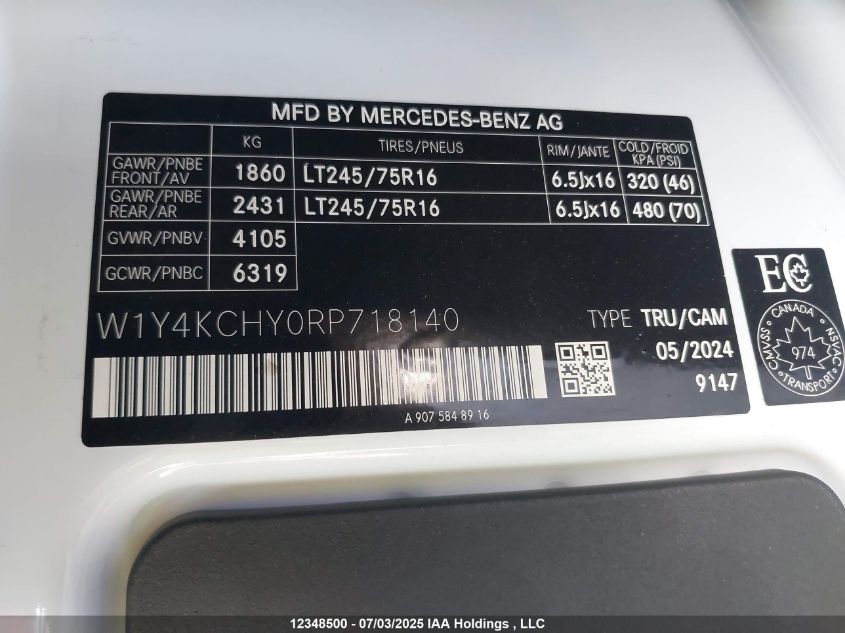 MFD BY MERCEDES-BENZ AG
KG TIRES/PNEUS RIM/JANTE COLD/FROID KPA (PSI)
GAWR/PNBE FRONT/AV 1860 LT245/75R16 6.5Jx16 320 (46)
GAWR/PNBE REAR/AR 2431 LT245/75R16 6.5Jx16 480 (70)
GVWR/PNBV 4105
GCWR/PNBC 6319
W1Y4KCHY0RP718140 TYPE TRU/CAM
05/2024
9147
A 907 584 89 16
EC
CANADA
CMVSS 974 NSVAC
TRANSPORT
12348500 - 07/03/2025 IAA Holdings , LLC